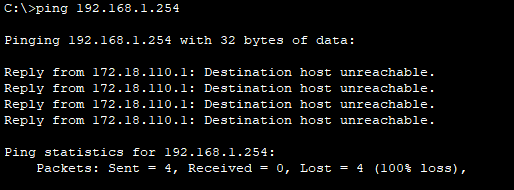 C:\>ping 192.168.1.254
Pinging 192.168.1.254 with 32 bytes of data:
Reply from 172.18.110.1: Destination host unreachable.
Reply from 172.18.110.1: Destination host unreachable.
Reply from 172.18.110.1: Destination host unreachable.
Reply from 172.18.110.1: Destination host unreachable.
Ping statistics for 192.168.1.254:
    Packets: Sent = 4, Received = 0, Lost = 4 (100% loss),